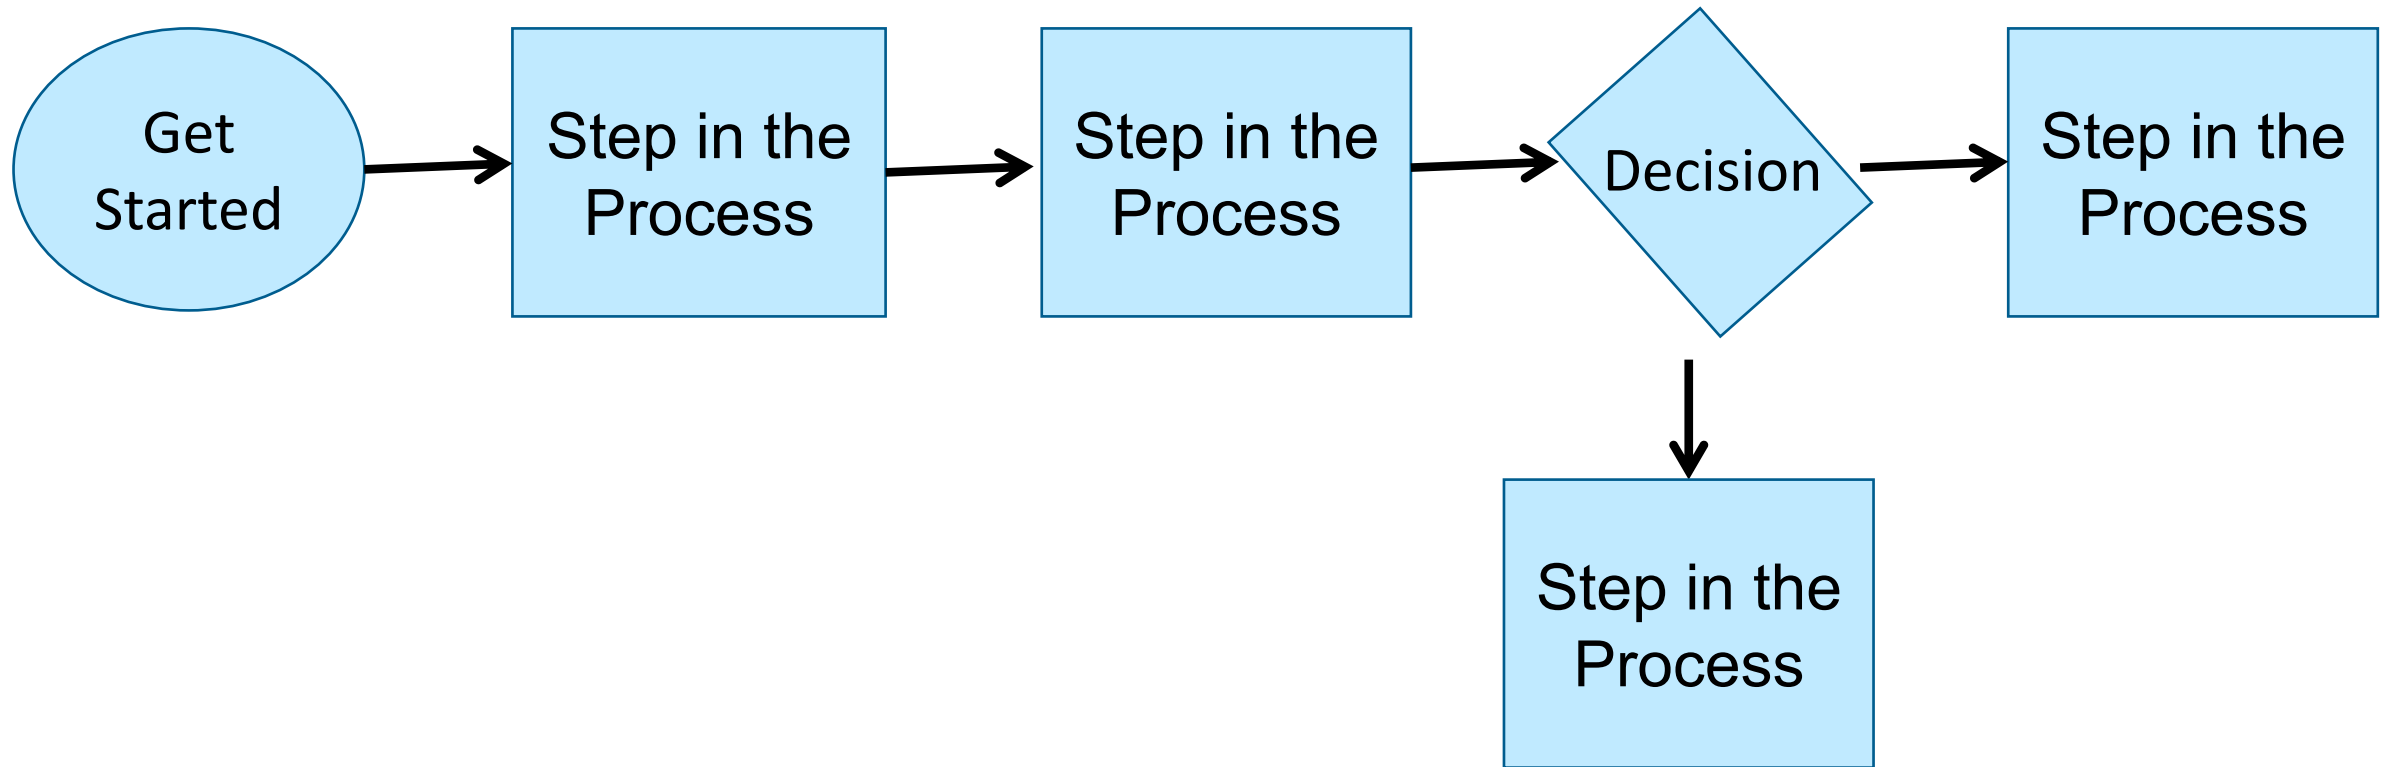 Get
Started
Step in the
Process
Step in the
Process
Decision
Step in the
Process
Step in the
Process